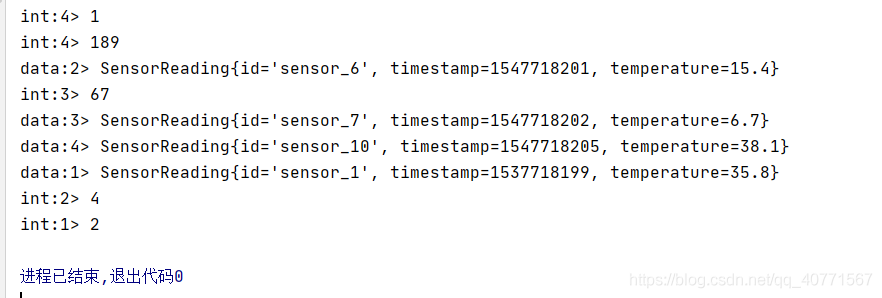 int:4> 1
int:4> 189
data:2> SensorReading{id='sensor_6', timestamp=1547718201, temperature=15.4}
int:3> 67
data:3> SensorReading{id='sensor_7', timestamp=1547718202, temperature=6.7}
data:4> SensorReading{id='sensor_10', timestamp=1547718205, temperature=38.1}
data:1> SensorReading{id='sensor_1', timestamp=1537718199, temperature=35.8}
int:2> 4
int:1> 2
进程已结束,退出代码0
https://blog.csdn.net/qq_40771567